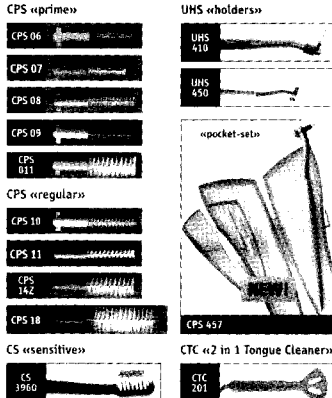 CPS «prime»
CPS 06
CPS 07
CPS 08
CPS 09
CPS
011
CPS «regular»
CPS 10
CPS 11
CPS
14Z
CPS 18
CS «sensitive»
CS
3960
UHS «holders»
UHS
410
UHS
450
«pocket-set»
NEW!
CPS 457
CTC «2 in 1 Tongue Cleaner»
CTC
201